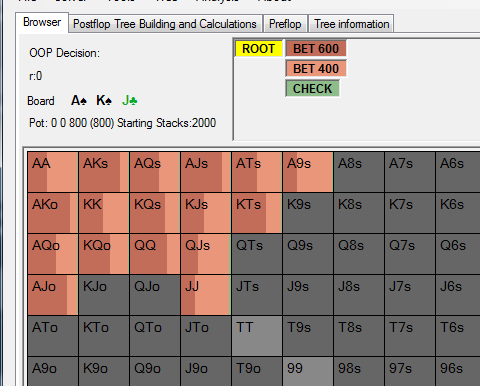 Browser Postflop Tree Building and Calculations Preflop Tree information
OOP Decision:
r:0
Board A♠ K♠ J♣
Pot: 0 0 800 (800) Starting Stacks:2000
ROOT BET 600
BET 400
CHECK
AA AKs AQs AJs ATs A9s A8s A7s A6s
AKo KK KQs KJs KTs K9s K8s K7s K6s
AQo KQo QQ QJs QTs Q9s Q8s Q7s Q6s
AJo KJo QJo JJ JTs J9s J8s J7s J6s
ATo KTo QTo JTo TT T9s T8s T7s T6s
A9o K9o Q9o J9o T9o 99 98s 97s 96s